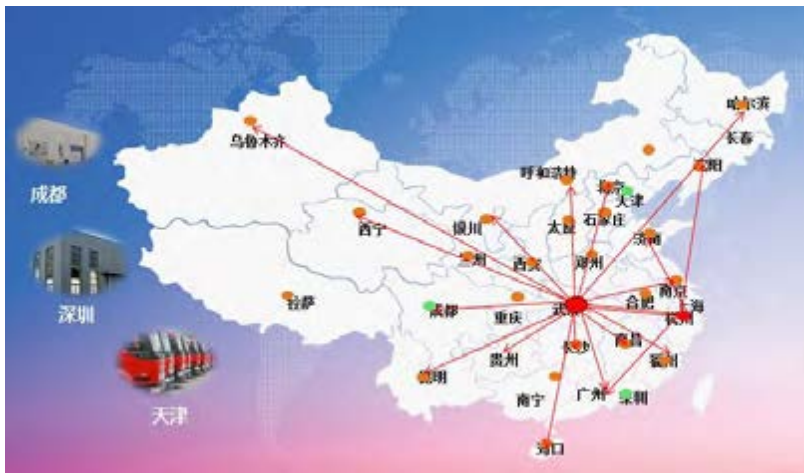 哈尔滨
长春
乌鲁木齐
沈阳
呼和浩特
北京
天津
成都
西宁
银川
太原
石家庄
济南
兰州
西安
郑州
拉萨
成都
重庆
武汉
合肥
南京
上海
杭州
深圳
长沙
南昌
贵州
福州
昆明
南宁
广州
深圳
天津
海口